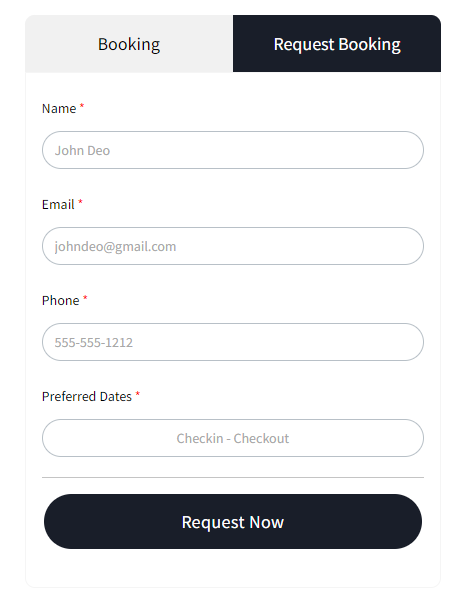 Booking
Request Booking
Name *
John Deo
Email *
johndeo@gmail.com
Phone *
555-555-1212
Preferred Dates *
Checkin - Checkout
Request Now